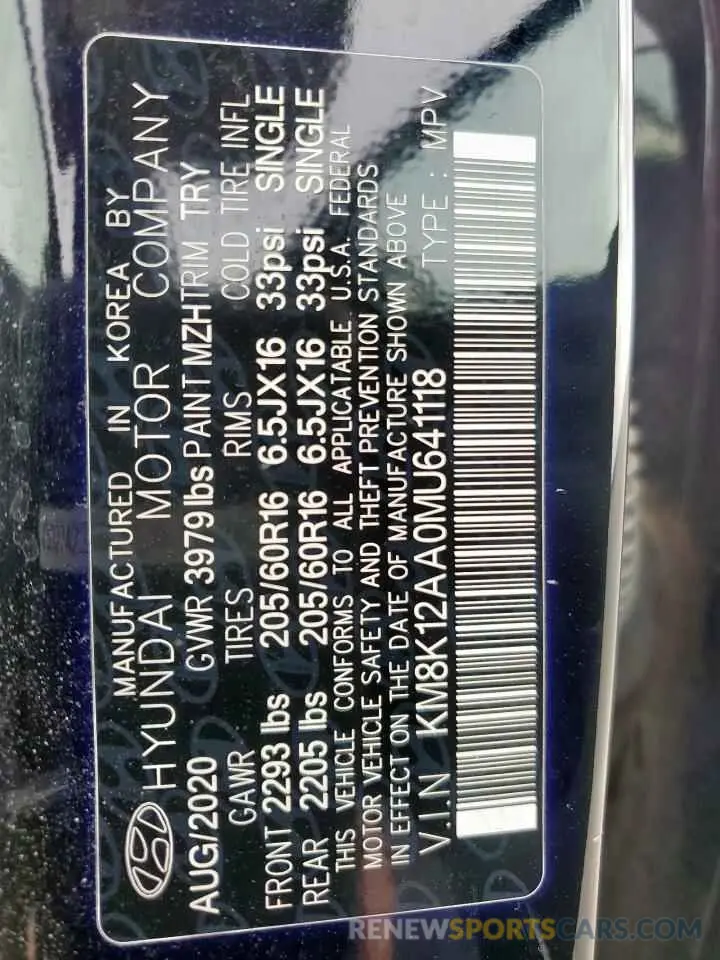 MANUFACTURED IN KOREA BY
HYUNDAI MOTOR COMPANY
AUG/2020 GVWR 3979 lbs PAINT MZH TRIM TRY
GAWR TIRES RIMS COLD TIRE INFL
FRONT 2293 lbs 205/60R16 6.5JX16 33psi SINGLE
REAR 2205 lbs 205/60R16 6.5JX16 33psi SINGLE
THIS VEHICLE CONFORMS TO ALL APPLICATABLE U.S.A. FEDERAL
MOTOR VEHICLE SAFETY AND THEFT PREVENTION STANDARDS
IN EFFECT ON THE DATE OF MANUFACTURE SHOWN ABOVE
V.I.N KM8K12AA0MU641118 TYPE : MPV
RENEWSPORTSCARS.COM